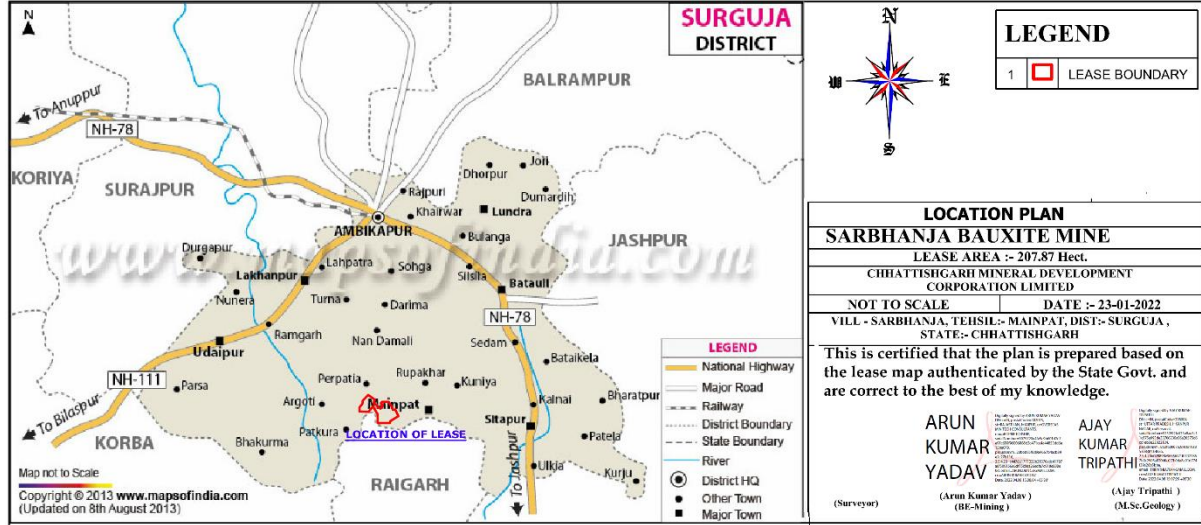 N
SURGUJA
DISTRICT
BALRAMPUR
To Anuppur
NH-78
KORIYA
SURAJPUR
JASHPUR
Jori
Dhorpur
Dumardih
Rajpuri
Khairwar
Lundra
AMBIKAPUR
Bulanga
www.mapsofindia.com
Durgapur
Lahpatra
Sohga
Silsila
Lakhanpur
Batauli
Nunera
Turna
Darima
NH-78
Ramgarh
Nan Damali
Sedam
Udaipur
Bataikela
NH-111
Parsa
Perpatia
Rupakhar
Kuniya
Argoti
Mainpat
Kalnai
Bharatpur
To Bilaspur
KORBA
Patkura
LOCATION OF LEASE
Sitapur
Patela
Bhakurma
RAIGARH
To Jashpur
Ulkia
Kurju
Map not to Scale
Copyright © 2013 www.mapsofindia.com
(Updated on 8th August 2013)
LEGEND
National Highway
Major Road
Railway
District Boundary
State Boundary
River
District HQ
Other Town
Major Town
N
W
E
S
LEGEND
1 LEASE BOUNDARY
LOCATION PLAN
SARBHANJA BAUXITE MINE
LEASE AREA :- 207.87 Hect.
CHHATTISHGARH MINERAL DEVELOPMENT
CORPORATION LIMITED
NOT TO SCALE DATE :- 23-01-2022
VILL - SARBHANJA, TEHSIL:- MAINPAT, DIST:- SURGUJA ,
STATE:- CHHATTISHGARH
This is certified that the plan is prepared based on
the lease map authenticated by the State Govt. and
are correct to the best of my knowledge.
ARUN
KUMAR
YADAV
AJAY
KUMAR
TRIPATHI
(Surveyor)
(Arun Kumar Yadav )
(BE-Mining )
(Ajay Tripathi )
(M.Sc.Geology )